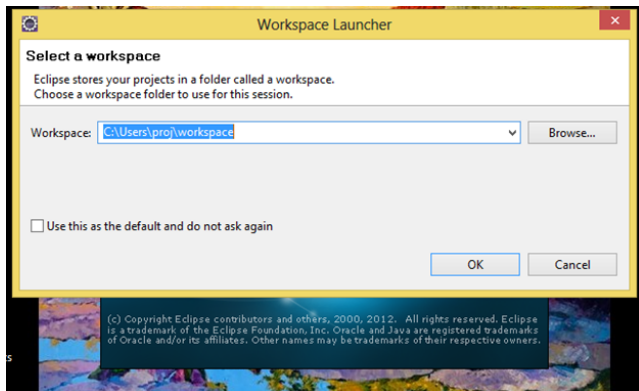 Workspace Launcher
Select a workspace
Eclipse stores your projects in a folder called a workspace.
Choose a workspace folder to use for this session.
Workspace: C:\Users\proj\workspace Browse...
Use this as the default and do not ask again
OK Cancel
(c) Copyright Eclipse contributors and others, 2000, 2012. All rights reserved. Eclipse
is a trademark of the Eclipse Foundation, Inc. Oracle and Java are registered trademarks
of Oracle and/or its affiliates. Other names may be trademarks of their respective owners.